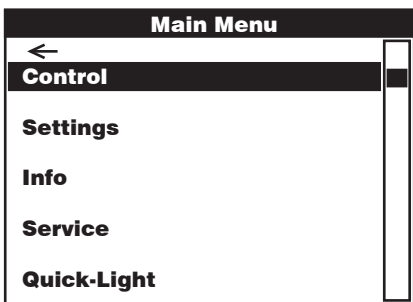 Main Menu
←
Control
Settings
Info
Service
Quick-Light